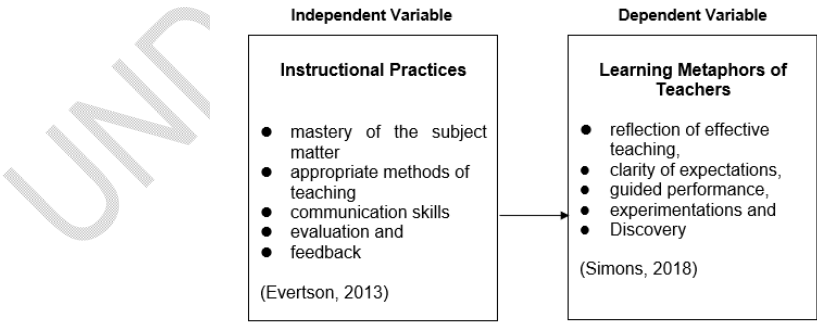 Independent Variable
Instructional Practices
● mastery of the subject
matter
● appropriate methods of
teaching
● communication skills
● evaluation and
● feedback
(Evertson, 2013)
Dependent Variable
Learning Metaphors of
Teachers
● reflection of effective
teaching,
● clarity of expectations,
● guided performance,
● experimentations and
● Discovery
(Simons, 2018)
UND